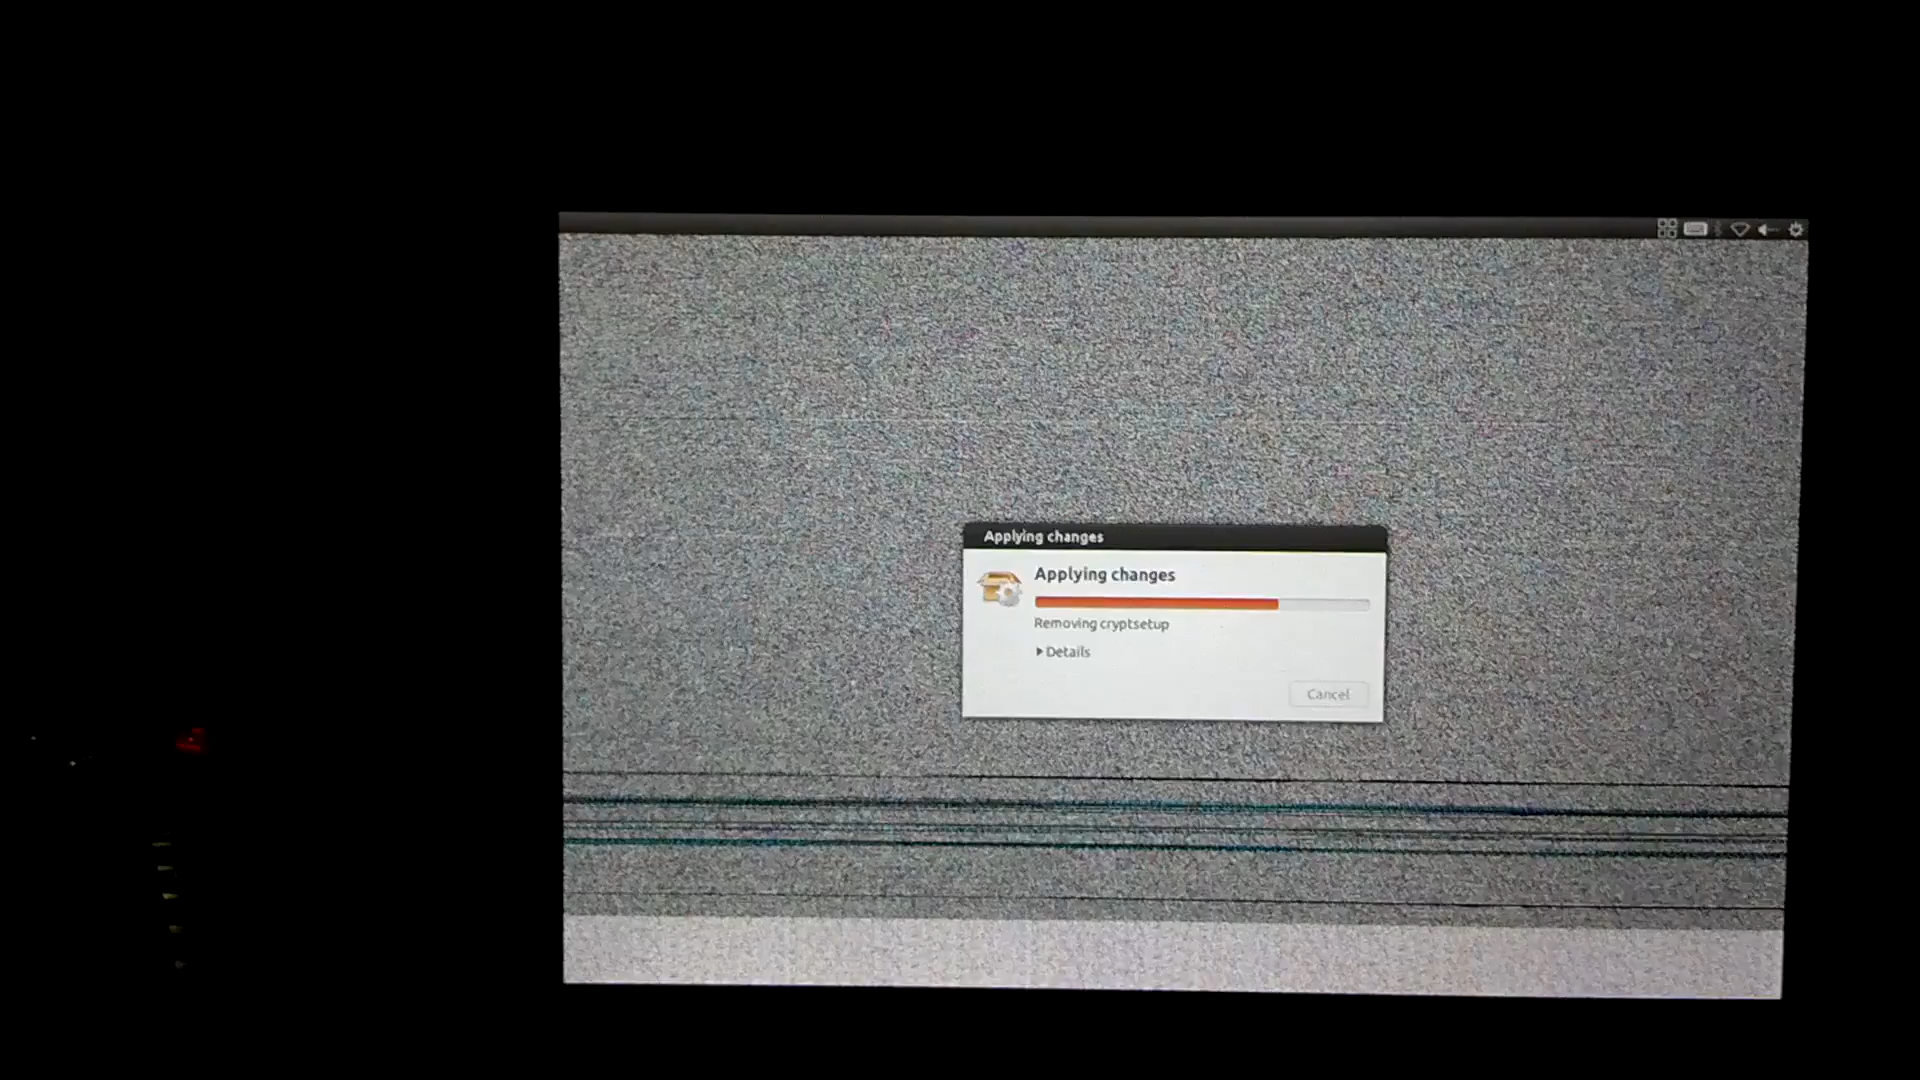 Applying changes
Applying changes
Removing cryptsetup
Details
Cancel